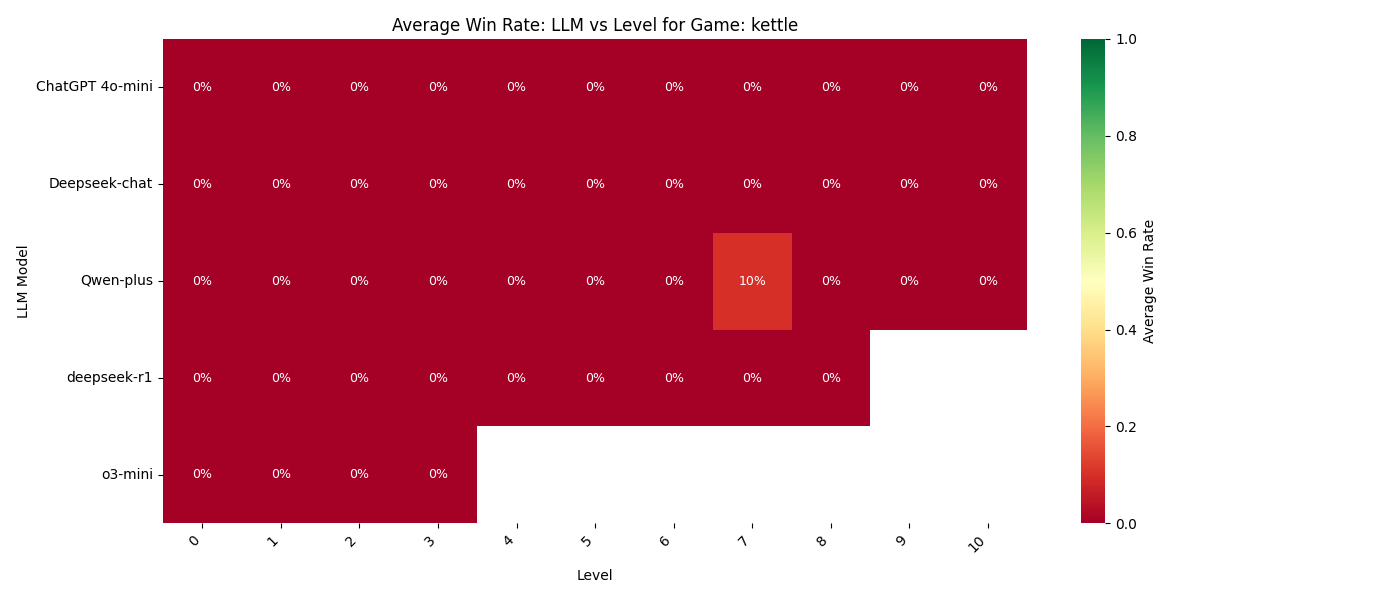 Average Win Rate: LLM vs Level for Game: kettle
LLM Model
ChatGPT 4o-mini 0% 0% 0% 0% 0% 0% 0% 0% 0% 0% 0%
Deepseek-chat 0% 0% 0% 0% 0% 0% 0% 0% 0% 0% 0%
Qwen-plus 0% 0% 0% 0% 0% 0% 0% 10% 0% 0% 0%
deepseek-r1 0% 0% 0% 0% 0% 0% 0% 0% 0%
o3-mini 0% 0% 0% 0%
0 1 2 3 4 5 6 7 8 9 10
Level
1.0
0.8
0.6
0.4
0.2
0.0
Average Win Rate